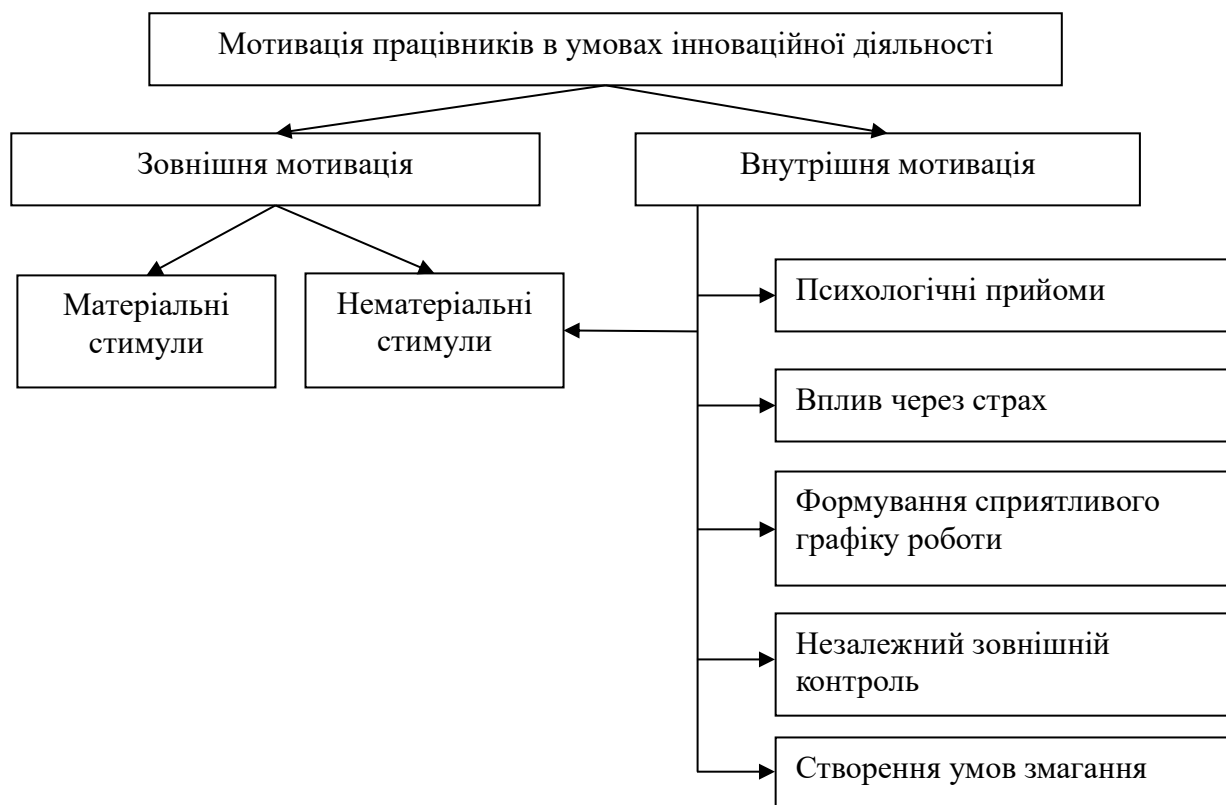 Мотивація працівників в умовах інноваційної діяльності
Зовнішня мотивація
Внутрішня мотивація
Матеріальні
стимули
Нематеріальні
стимули
Психологічні прийоми
Вплив через страх
Формування сприятливого
графіку роботи
Незалежний зовнішній
контроль
Створення умов змагання